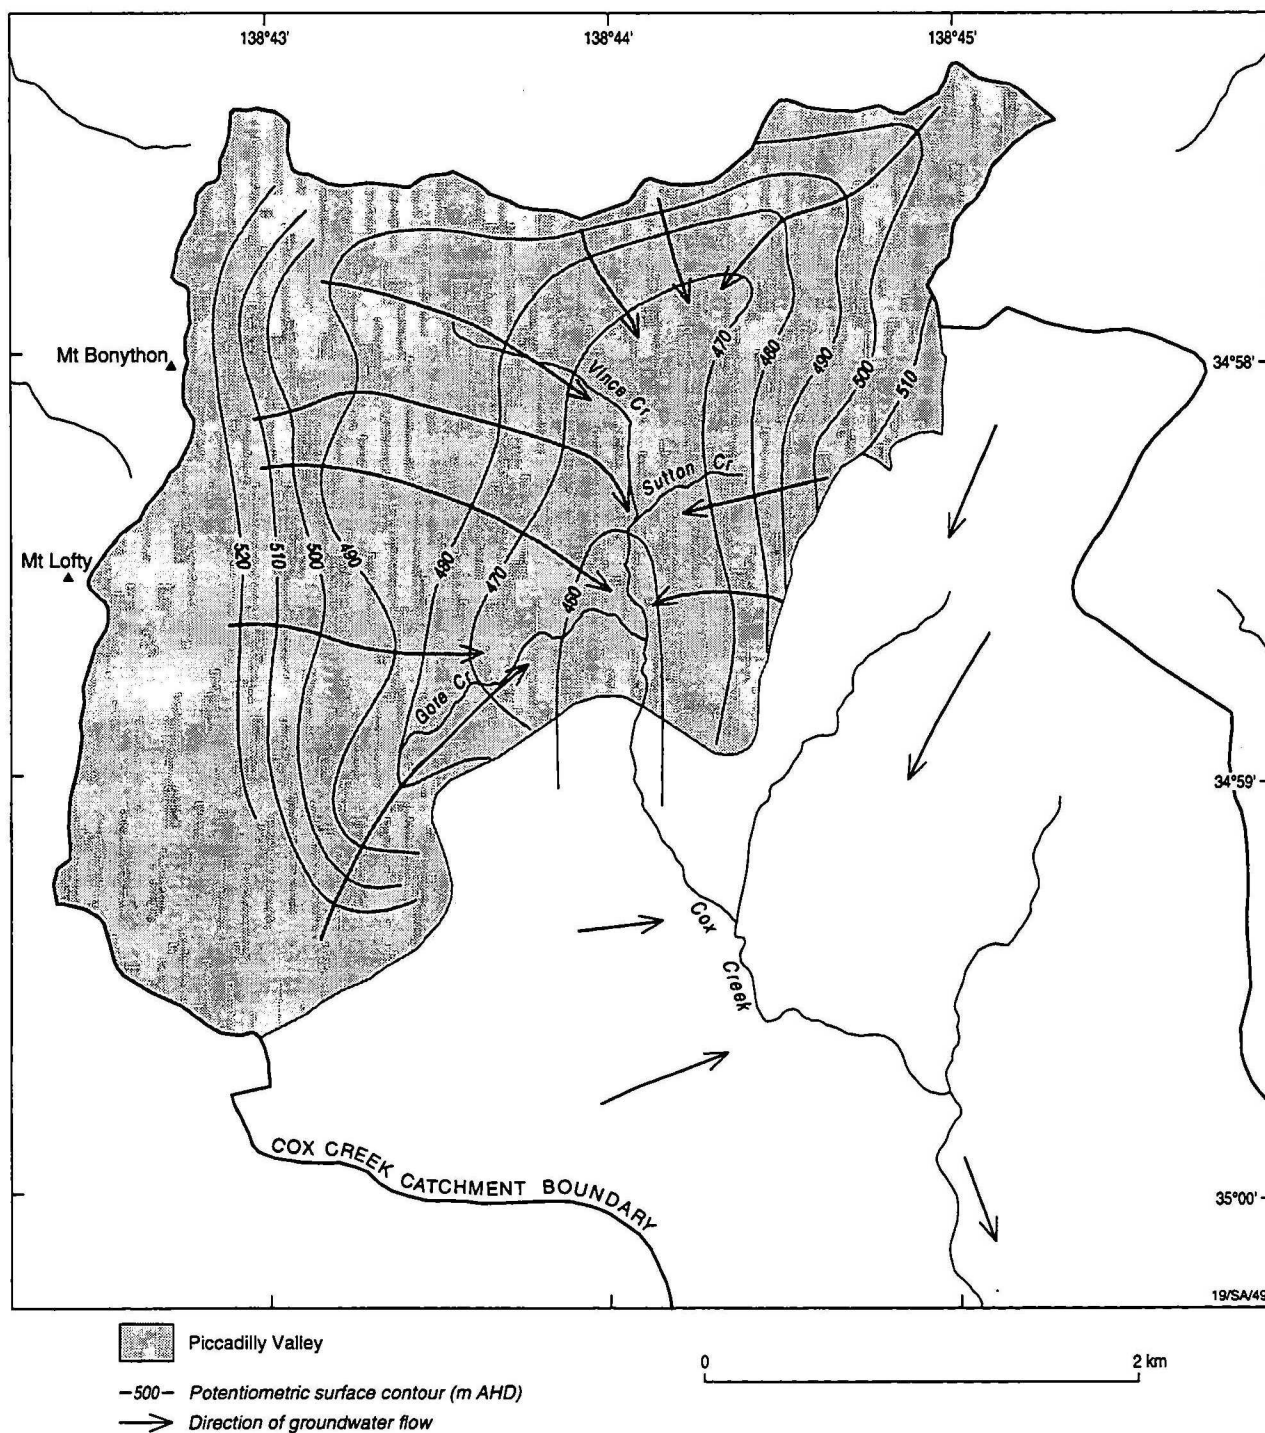 138°43' 138°44' 138°45'
Mt Bonython
34°58'
Vince Cr.
470
480
490
500
510
Sutton Cr
Mt Lofty
520
510
500
490
480
470
460
Gore Cr.
34°59'
Cox
Creek
COX CREEK CATCHMENT BOUNDARY
35°00'
19/SA/49
Piccadilly Valley
0 2 km
–500– Potentiometric surface contour (m AHD)
Direction of groundwater flow